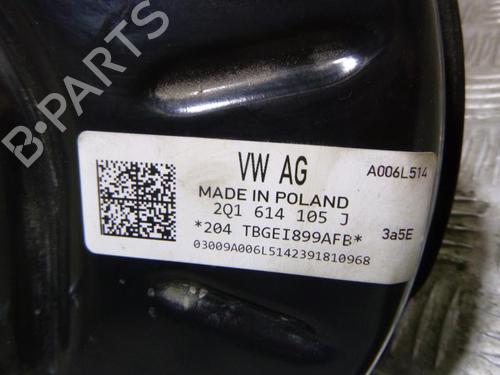 B-PARTS
VW AG
A006L514
MADE IN POLAND
2Q1 614 105 J
*204 TBGEI899AFB*
3a5E
03009A006L5142391810968